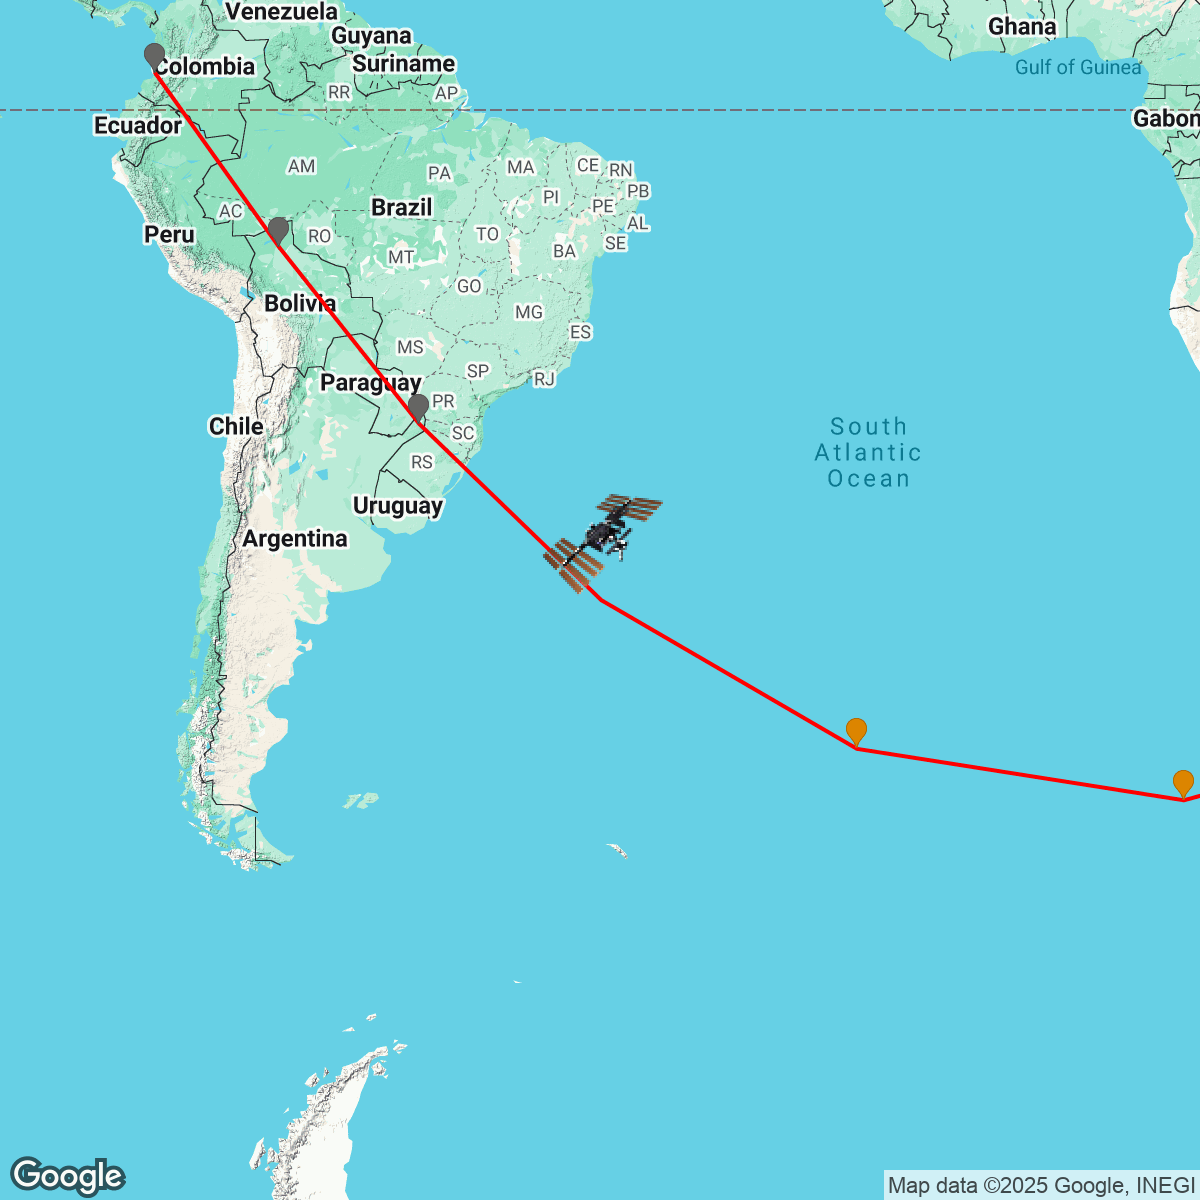 Venezuela
Ghana
Guyana
Suriname
Colombia
Gulf of Guinea
RR
AP
Ecuador
Gabon
AM
PA
MA
CE
RN
PI
PB
AC
Brazil
PE
AL
Peru
RO
TO
BA
SE
MT
GO
Bolivia
MG
ES
MS
SP
RJ
Paraguay
PR
Chile
SC
South
Atlantic
Ocean
RS
Uruguay
Argentina
Google
Map data ©2025 Google, INEGI